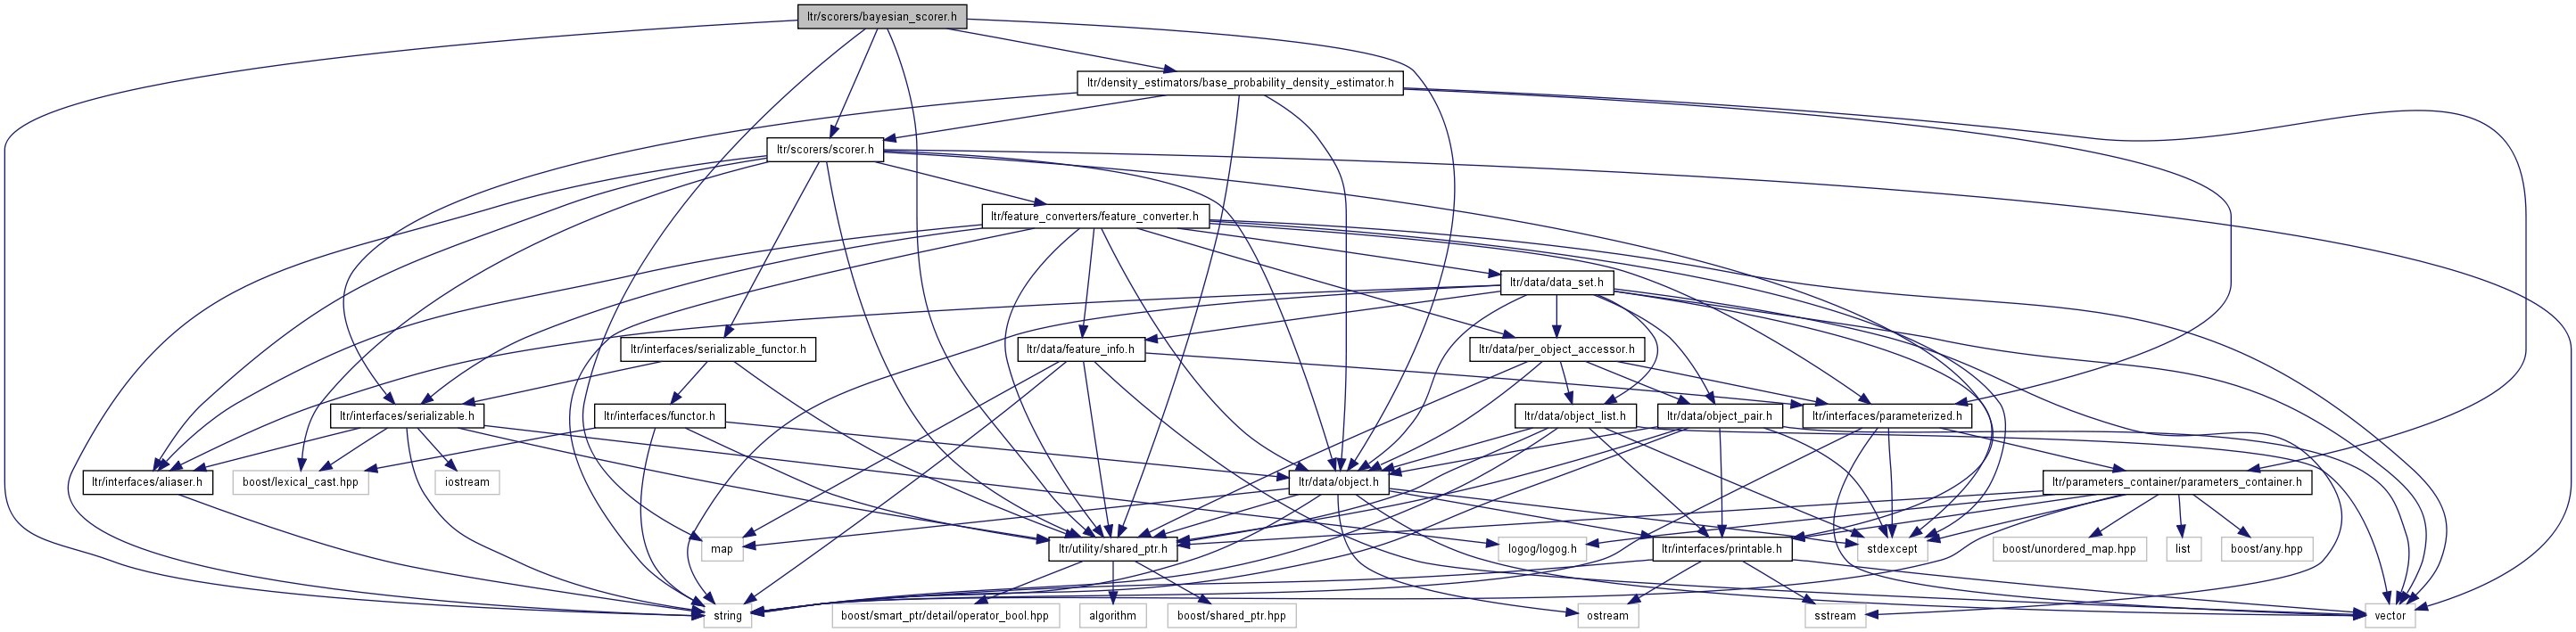 ltr/scorers/bayesian_scorer.h
ltr/density_estimators/base_probability_density_estimator.h
ltr/scorers/scorer.h
ltr/feature_converters/feature_converter.h
ltr/data/data_set.h
ltr/interfaces/serializable_functor.h
ltr/data/feature_info.h
ltr/data/per_object_accessor.h
ltr/interfaces/serializable.h
ltr/interfaces/functor.h
ltr/data/object_list.h
ltr/data/object_pair.h
ltr/interfaces/parameterized.h
ltr/interfaces/aliaser.h
boost/lexical_cast.hpp
iostream
ltr/data/object.h
ltr/parameters_container/parameters_container.h
map
ltr/utility/shared_ptr.h
logog/logog.h
ltr/interfaces/printable.h
stdexcept
boost/unordered_map.hpp
list
boost/any.hpp
string
boost/smart_ptr/detail/operator_bool.hpp
algorithm
boost/shared_ptr.hpp
ostream
sstream
vector